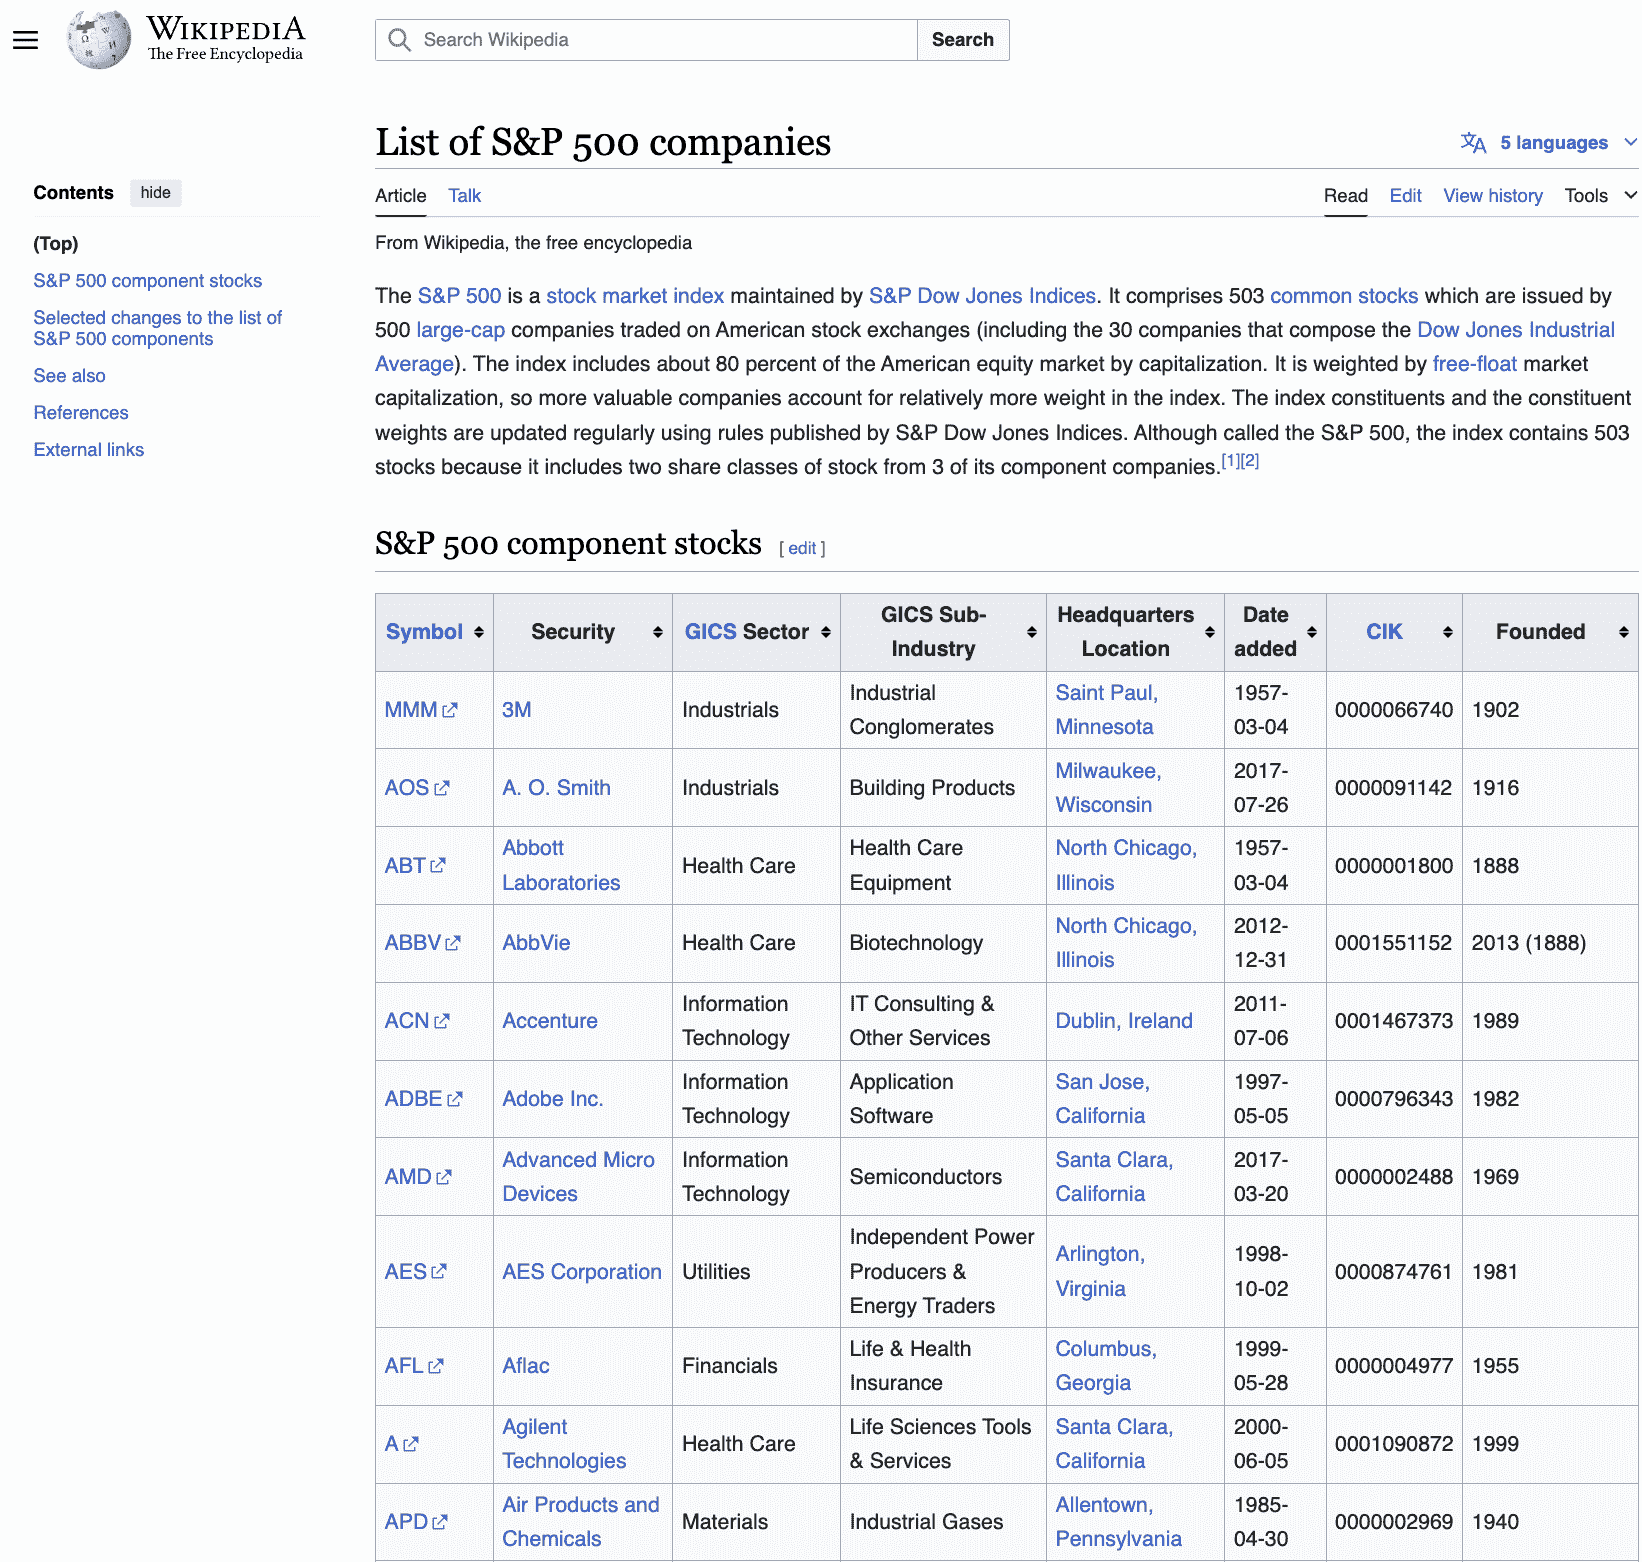 WIKIPEDIA
The Free Encyclopedia
Search Wikipedia
Search
List of S&P 500 companies
5 languages
Contents hide
Article Talk
Read Edit View history Tools
(Top)
S&P 500 component stocks
Selected changes to the list of
S&P 500 components
See also
References
External links
From Wikipedia, the free encyclopedia
The S&P 500 is a stock market index maintained by S&P Dow Jones Indices. It comprises 503 common stocks which are issued by
500 large-cap companies traded on American stock exchanges (including the 30 companies that compose the Dow Jones Industrial
Average). The index includes about 80 percent of the American equity market by capitalization. It is weighted by free-float market
capitalization, so more valuable companies account for relatively more weight in the index. The index constituents and the constituent
weights are updated regularly using rules published by S&P Dow Jones Indices. Although called the S&P 500, the index contains 503
stocks because it includes two share classes of stock from 3 of its component companies.[1][2]
S&P 500 component stocks [ edit ]
Symbol
Security
GICS Sector
GICS Sub-
Industry
Headquarters
Location
Date
added
CIK
Founded
MMM
3M
Industrials
Industrial
Conglomerates
Saint Paul,
Minnesota
1957-
03-04
0000066740
1902
AOS
A. O. Smith
Industrials
Building Products
Milwaukee,
Wisconsin
2017-
07-26
0000091142
1916
ABT
Abbott
Laboratories
Health Care
Health Care
Equipment
North Chicago,
Illinois
1957-
03-04
0000001800
1888
ABBV
AbbVie
Health Care
Biotechnology
North Chicago,
Illinois
2012-
12-31
0001551152
2013 (1888)
ACN
Accenture
Information
Technology
IT Consulting &
Other Services
Dublin, Ireland
2011-
07-06
0001467373
1989
ADBE
Adobe Inc.
Information
Technology
Application
Software
San Jose,
California
1997-
05-05
0000796343
1982
AMD
Advanced Micro
Devices
Information
Technology
Semiconductors
Santa Clara,
California
2017-
03-20
0000002488
1969
AES
AES Corporation
Utilities
Independent Power
Producers &
Energy Traders
Arlington,
Virginia
1998-
10-02
0000874761
1981
AFL
Aflac
Financials
Life & Health
Insurance
Columbus,
Georgia
1999-
05-28
0000004977
1955
A
Agilent
Technologies
Health Care
Life Sciences Tools
& Services
Santa Clara,
California
2000-
06-05
0001090872
1999
APD
Air Products and
Chemicals
Materials
Industrial Gases
Allentown,
Pennsylvania
1985-
04-30
0000002969
1940